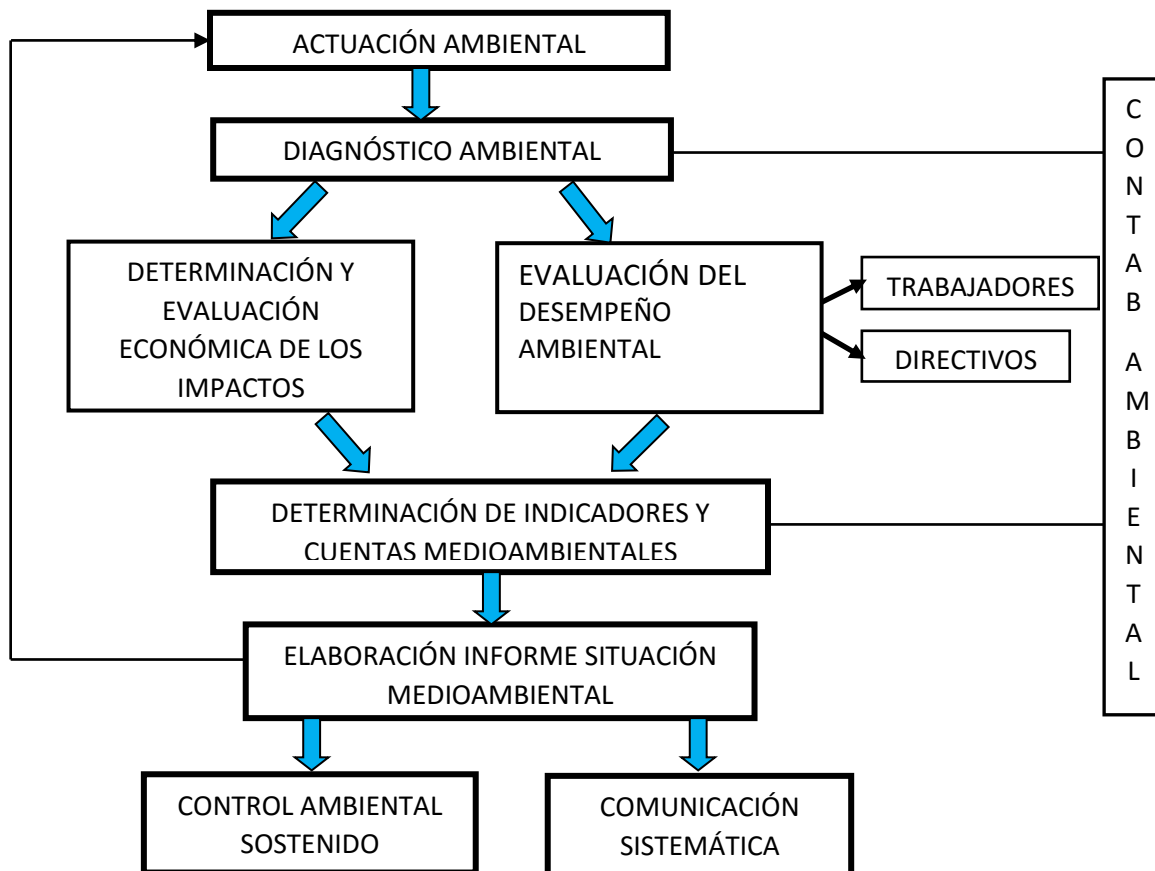 ACTUACIÓN AMBIENTAL
DIAGNÓSTICO AMBIENTAL
DETERMINACIÓN Y
EVALUACIÓN
ECONÓMICA DE LOS
IMPACTOS
EVALUACIÓN DEL
DESEMPEÑO
AMBIENTAL
TRABAJADORES
DIRECTIVOS
DETERMINACIÓN DE INDICADORES Y
CUENTAS MEDIOAMBIENTALES
ELABORACIÓN INFORME SITUACIÓN
MEDIOAMBIENTAL
CONTROL AMBIENTAL
SOSTENIDO
COMUNICACIÓN
SISTEMÁTICA
C
O
N
T
A
B
A
M
B
I
E
N
T
A
L